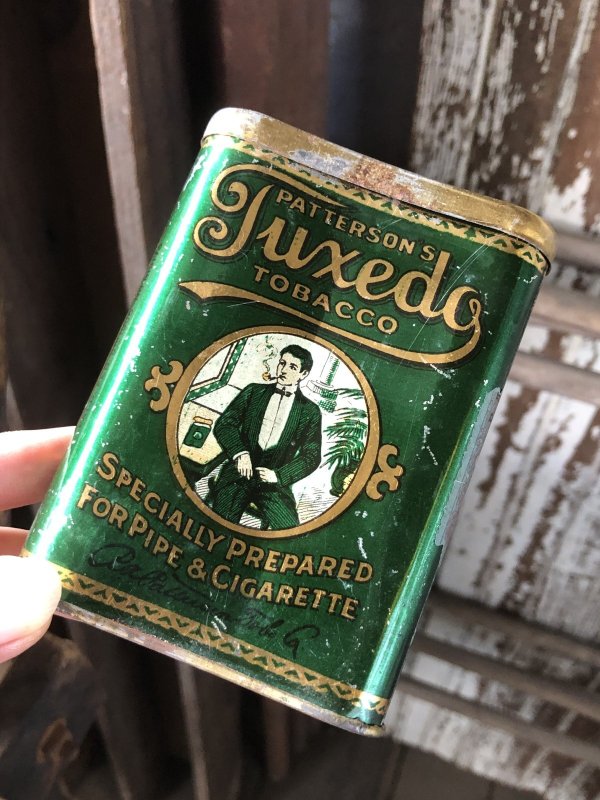 PATTERSON'S
Tuxedo
TOBACCO
SPECIALLY PREPARED
FOR PIPE & CIGARETTE